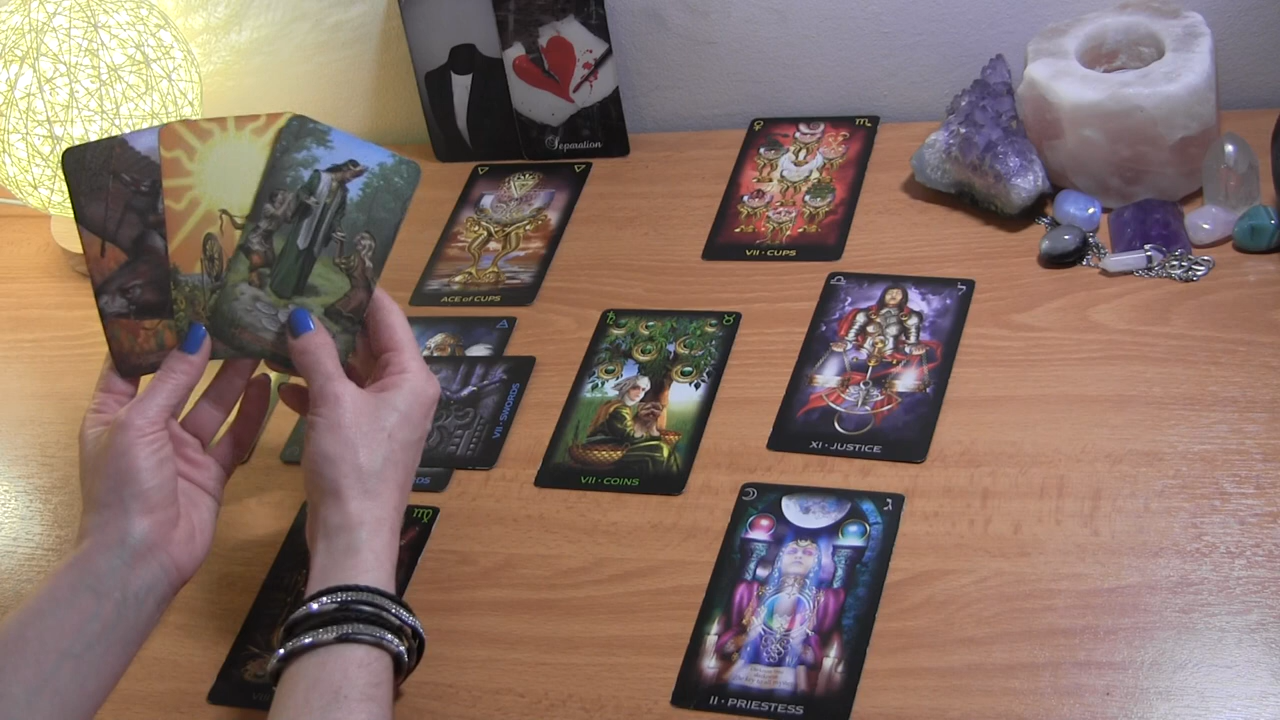 Separation
ACE of CUPS
VII · CUPS
VII · SWORDS
VII · COINS
XI · JUSTICE
II · PRIESTESS